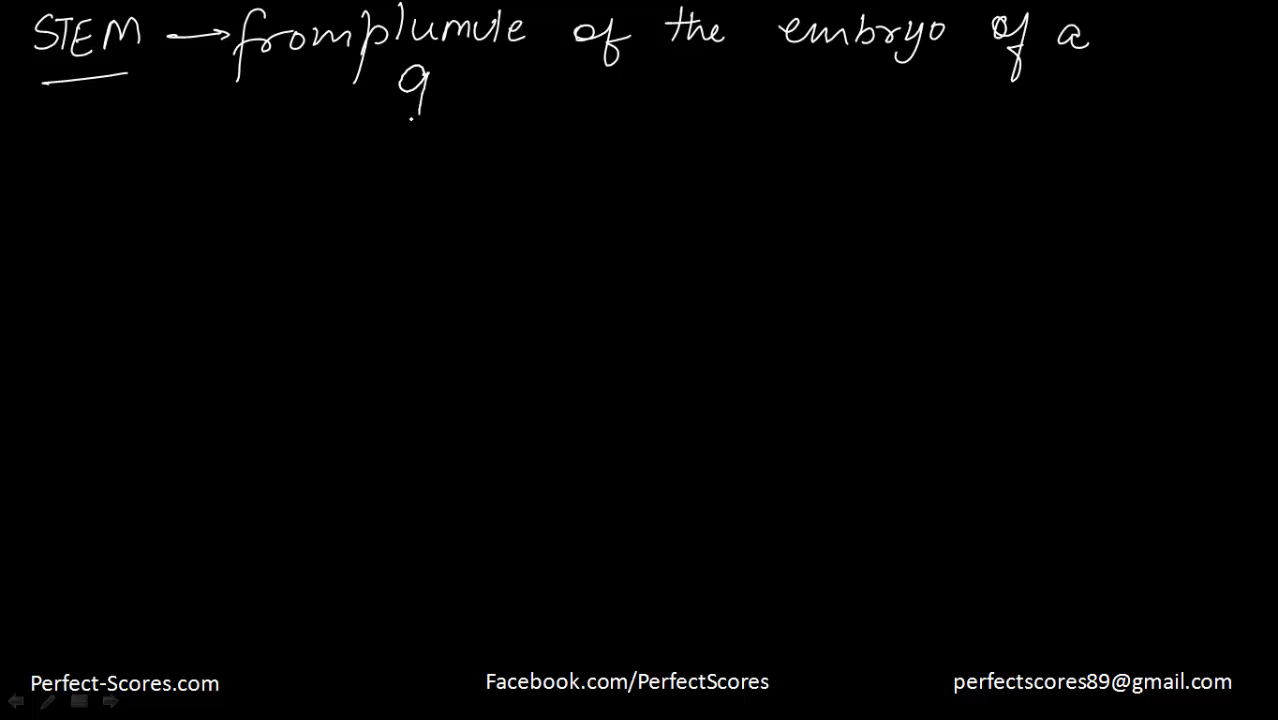 STEM → from plumule of the embryo of a
g
Perfect-Scores.com Facebook.com/PerfectScores perfectscores89@gmail.com